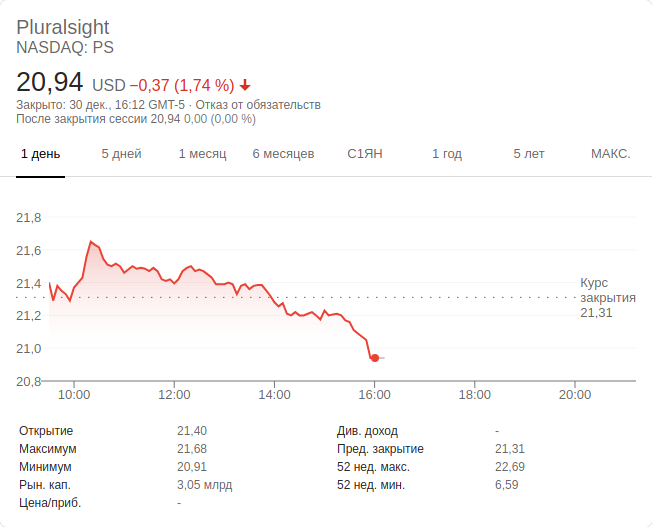 Pluralsight
NASDAQ: PS
20,94 USD −0,37 (1,74 %)
Закрыто: 30 дек., 16:12 GMT-5 · Отказ от обязательств
После закрытия сессии 20,94 0,00 (0,00 %)
1 день 5 дней 1 месяц 6 месяцев С1ЯН 1 год 5 лет МАКС.
21,8
21,6
21,4
21,2
21,0
20,8
Курс
закрытия
21,31
10:00 12:00 14:00 16:00 18:00 20:00
Открытие 21,40
Максимум 21,68
Минимум 20,91
Рын. кап. 3,05 млрд
Цена/приб. -
Див. доход -
Пред. закрытие 21,31
52 нед. макс. 22,69
52 нед. мин. 6,59